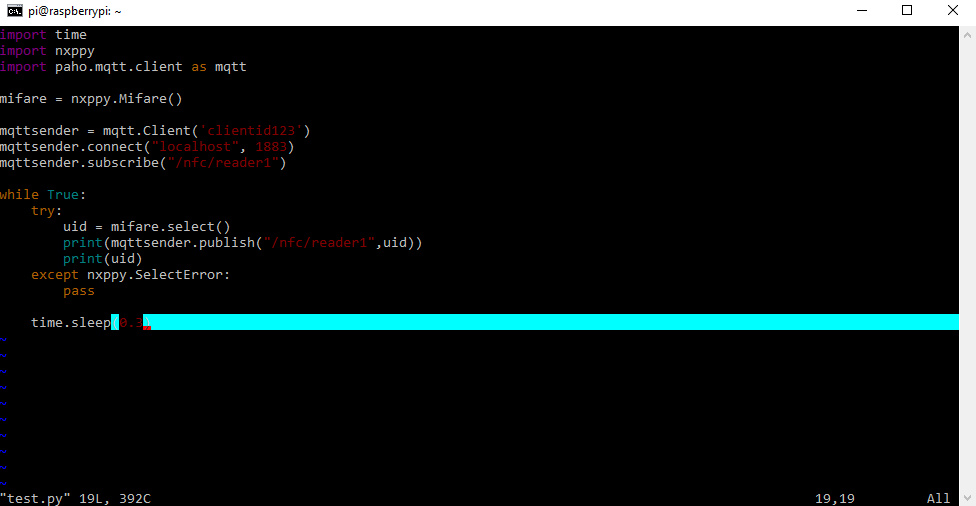 pi@raspberrypi: ~
import time
import nxppy
import paho.mqtt.client as mqtt
mifare = nxppy.Mifare()
mqttsender = mqtt.Client('clientid123')
mqttsender.connect("localhost", 1883)
mqttsender.subscribe("/nfc/reader1")
while True:
    try:
        uid = mifare.select()
        print(mqttsender.publish("/nfc/reader1",uid))
        print(uid)
    except nxppy.SelectError:
        pass
    time.sleep(0.3)
~
~
~
~
~
~
~
~
~
~
"test.py" 19L, 392C 19,19 All